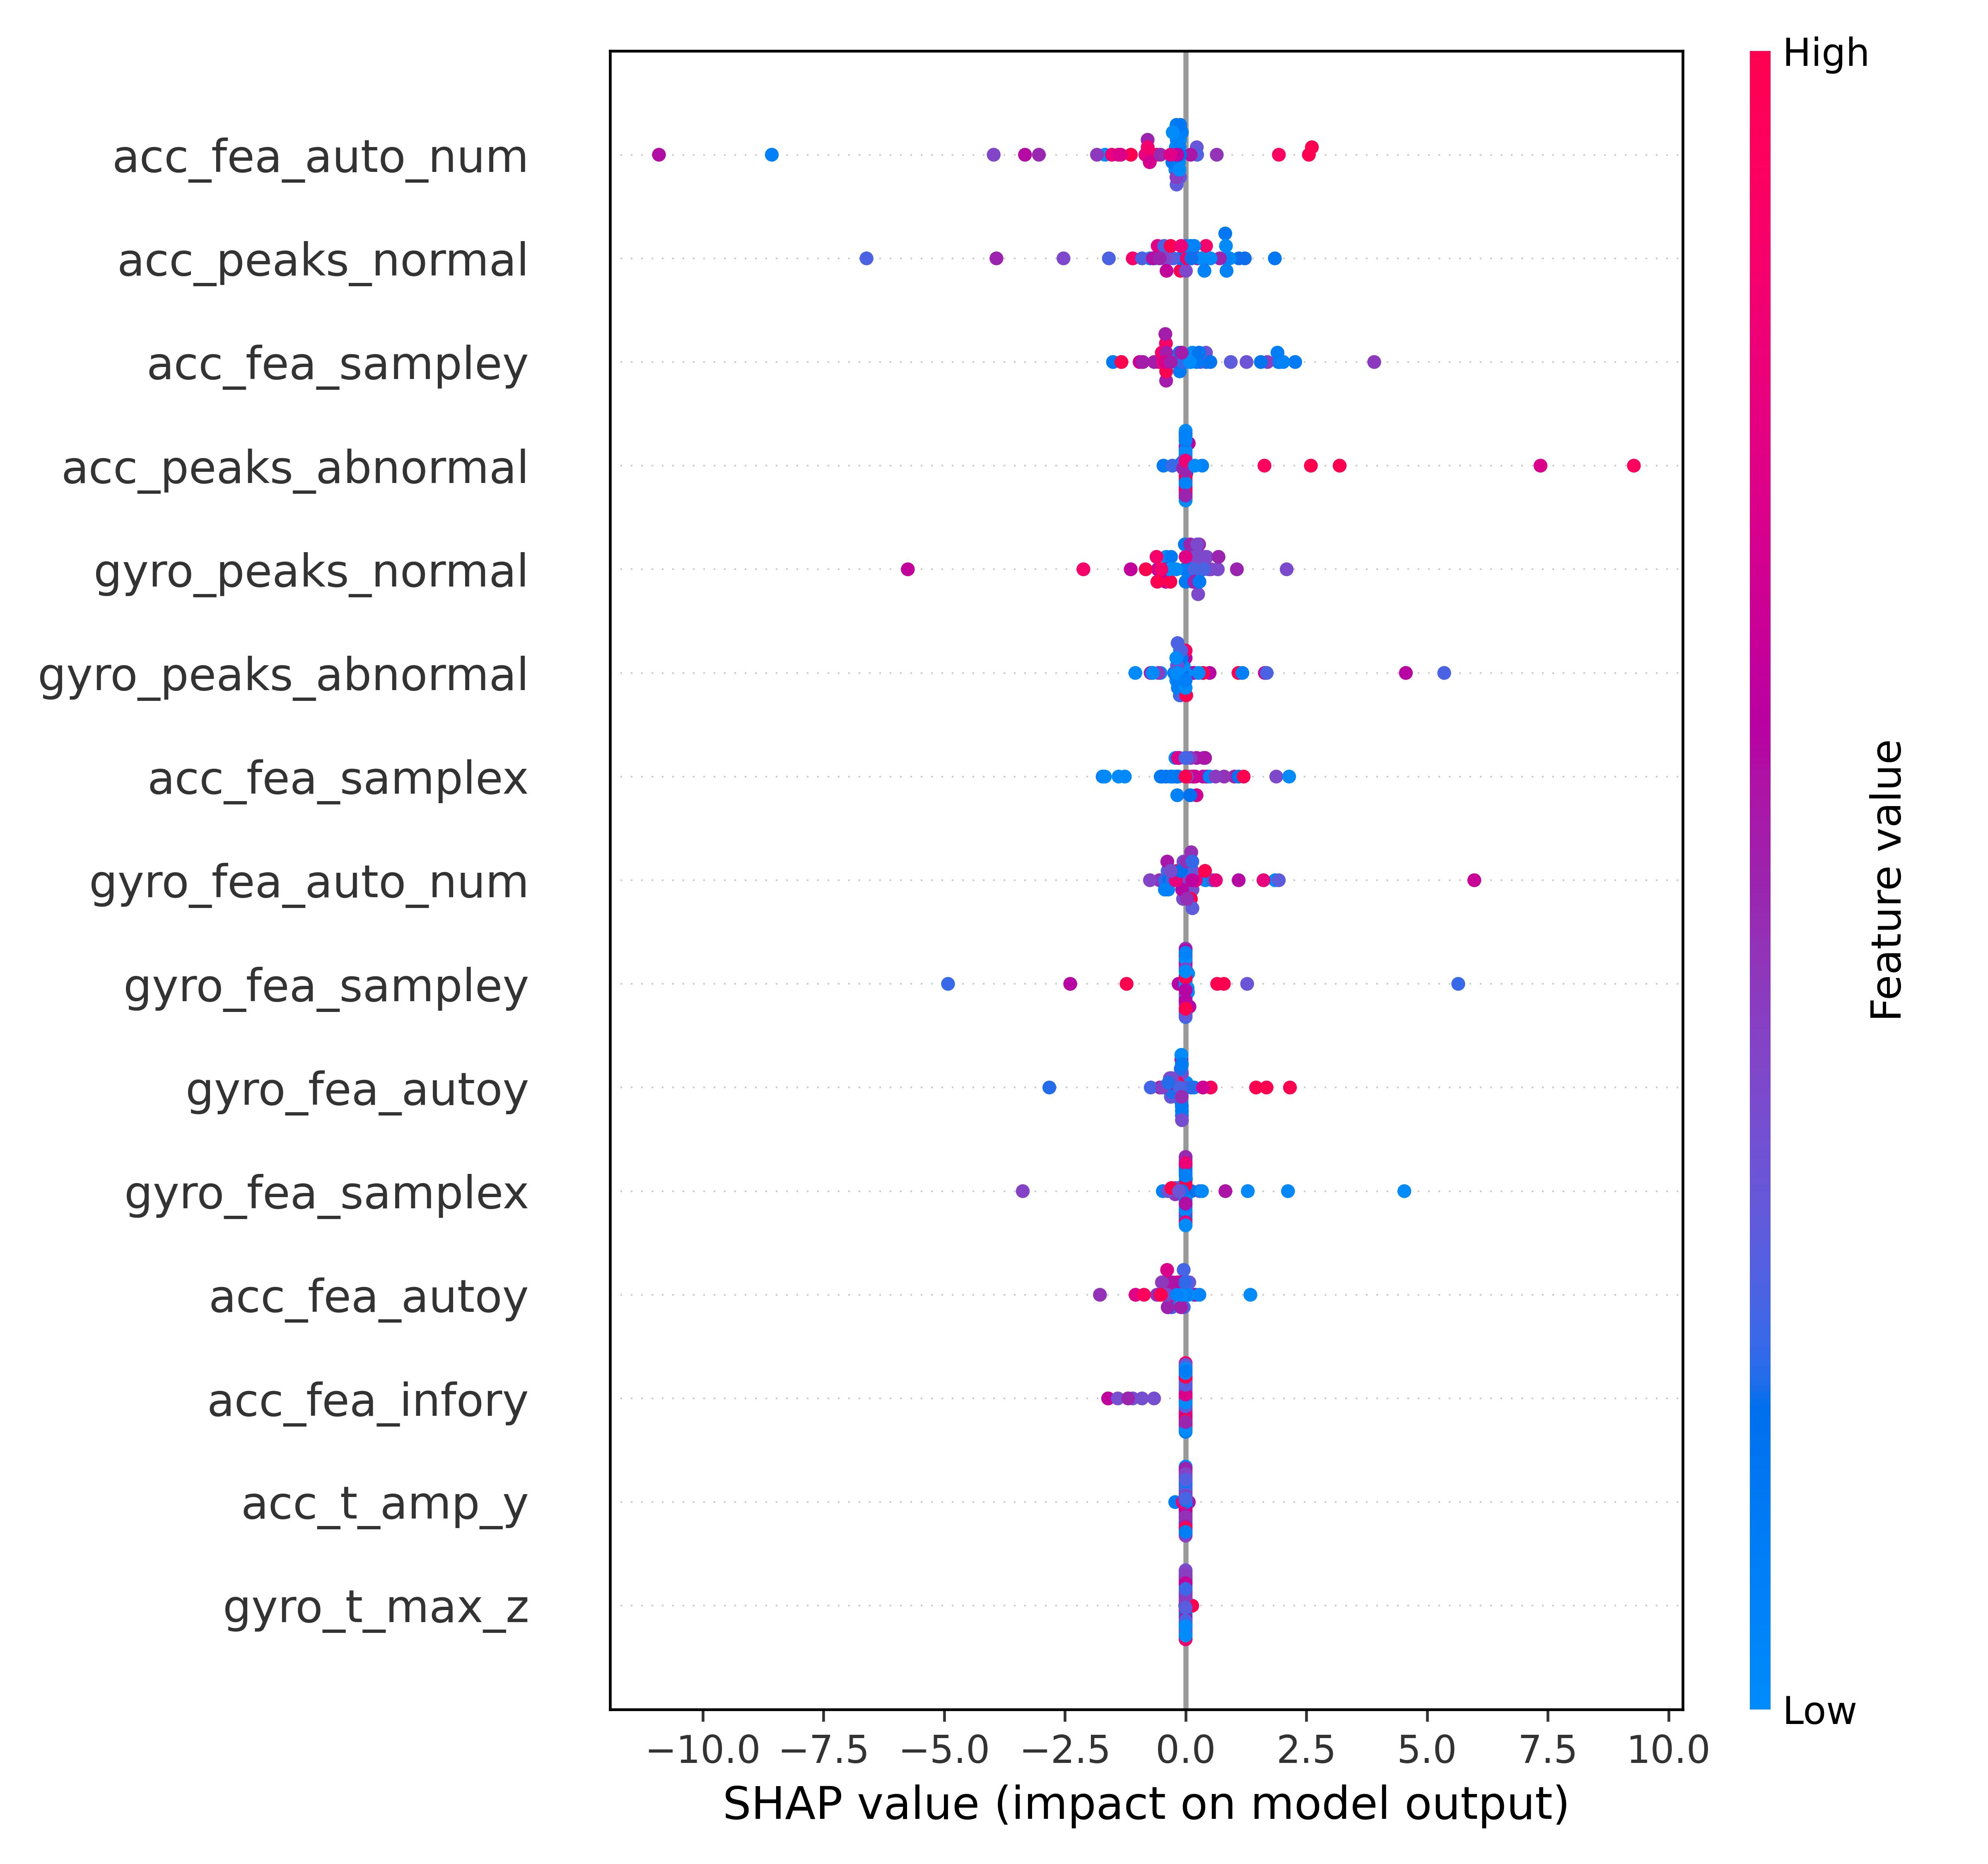 High
acc_fea_auto_num
acc_peaks_normal
acc_fea_sampley
acc_peaks_abnormal
gyro_peaks_normal
gyro_peaks_abnormal
acc_fea_samplex
gyro_fea_auto_num
gyro_fea_sampley
gyro_fea_autoy
gyro_fea_samplex
acc_fea_autoy
acc_fea_infory
acc_t_amp_y
gyro_t_max_z
Feature value
Low
−10.0 −7.5 −5.0 −2.5 0.0 2.5 5.0 7.5 10.0
SHAP value (impact on model output)